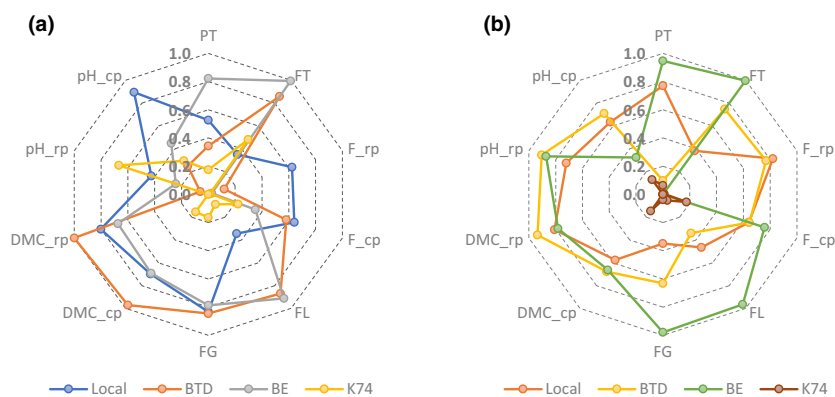 (a)
PT
1.0
0.8
0.6
0.4
0.2
0.0
FT
F_rp
F_cp
FL
FG
DMC_cp
DMC_rp
pH_rp
pH_cp
Local
BTD
BE
K74
(b)
PT
1.0
0.8
0.6
0.4
0.2
0.0
FT
F_rp
F_cp
FL
FG
DMC_cp
DMC_rp
pH_rp
pH_cp
Local
BTD
BE
K74